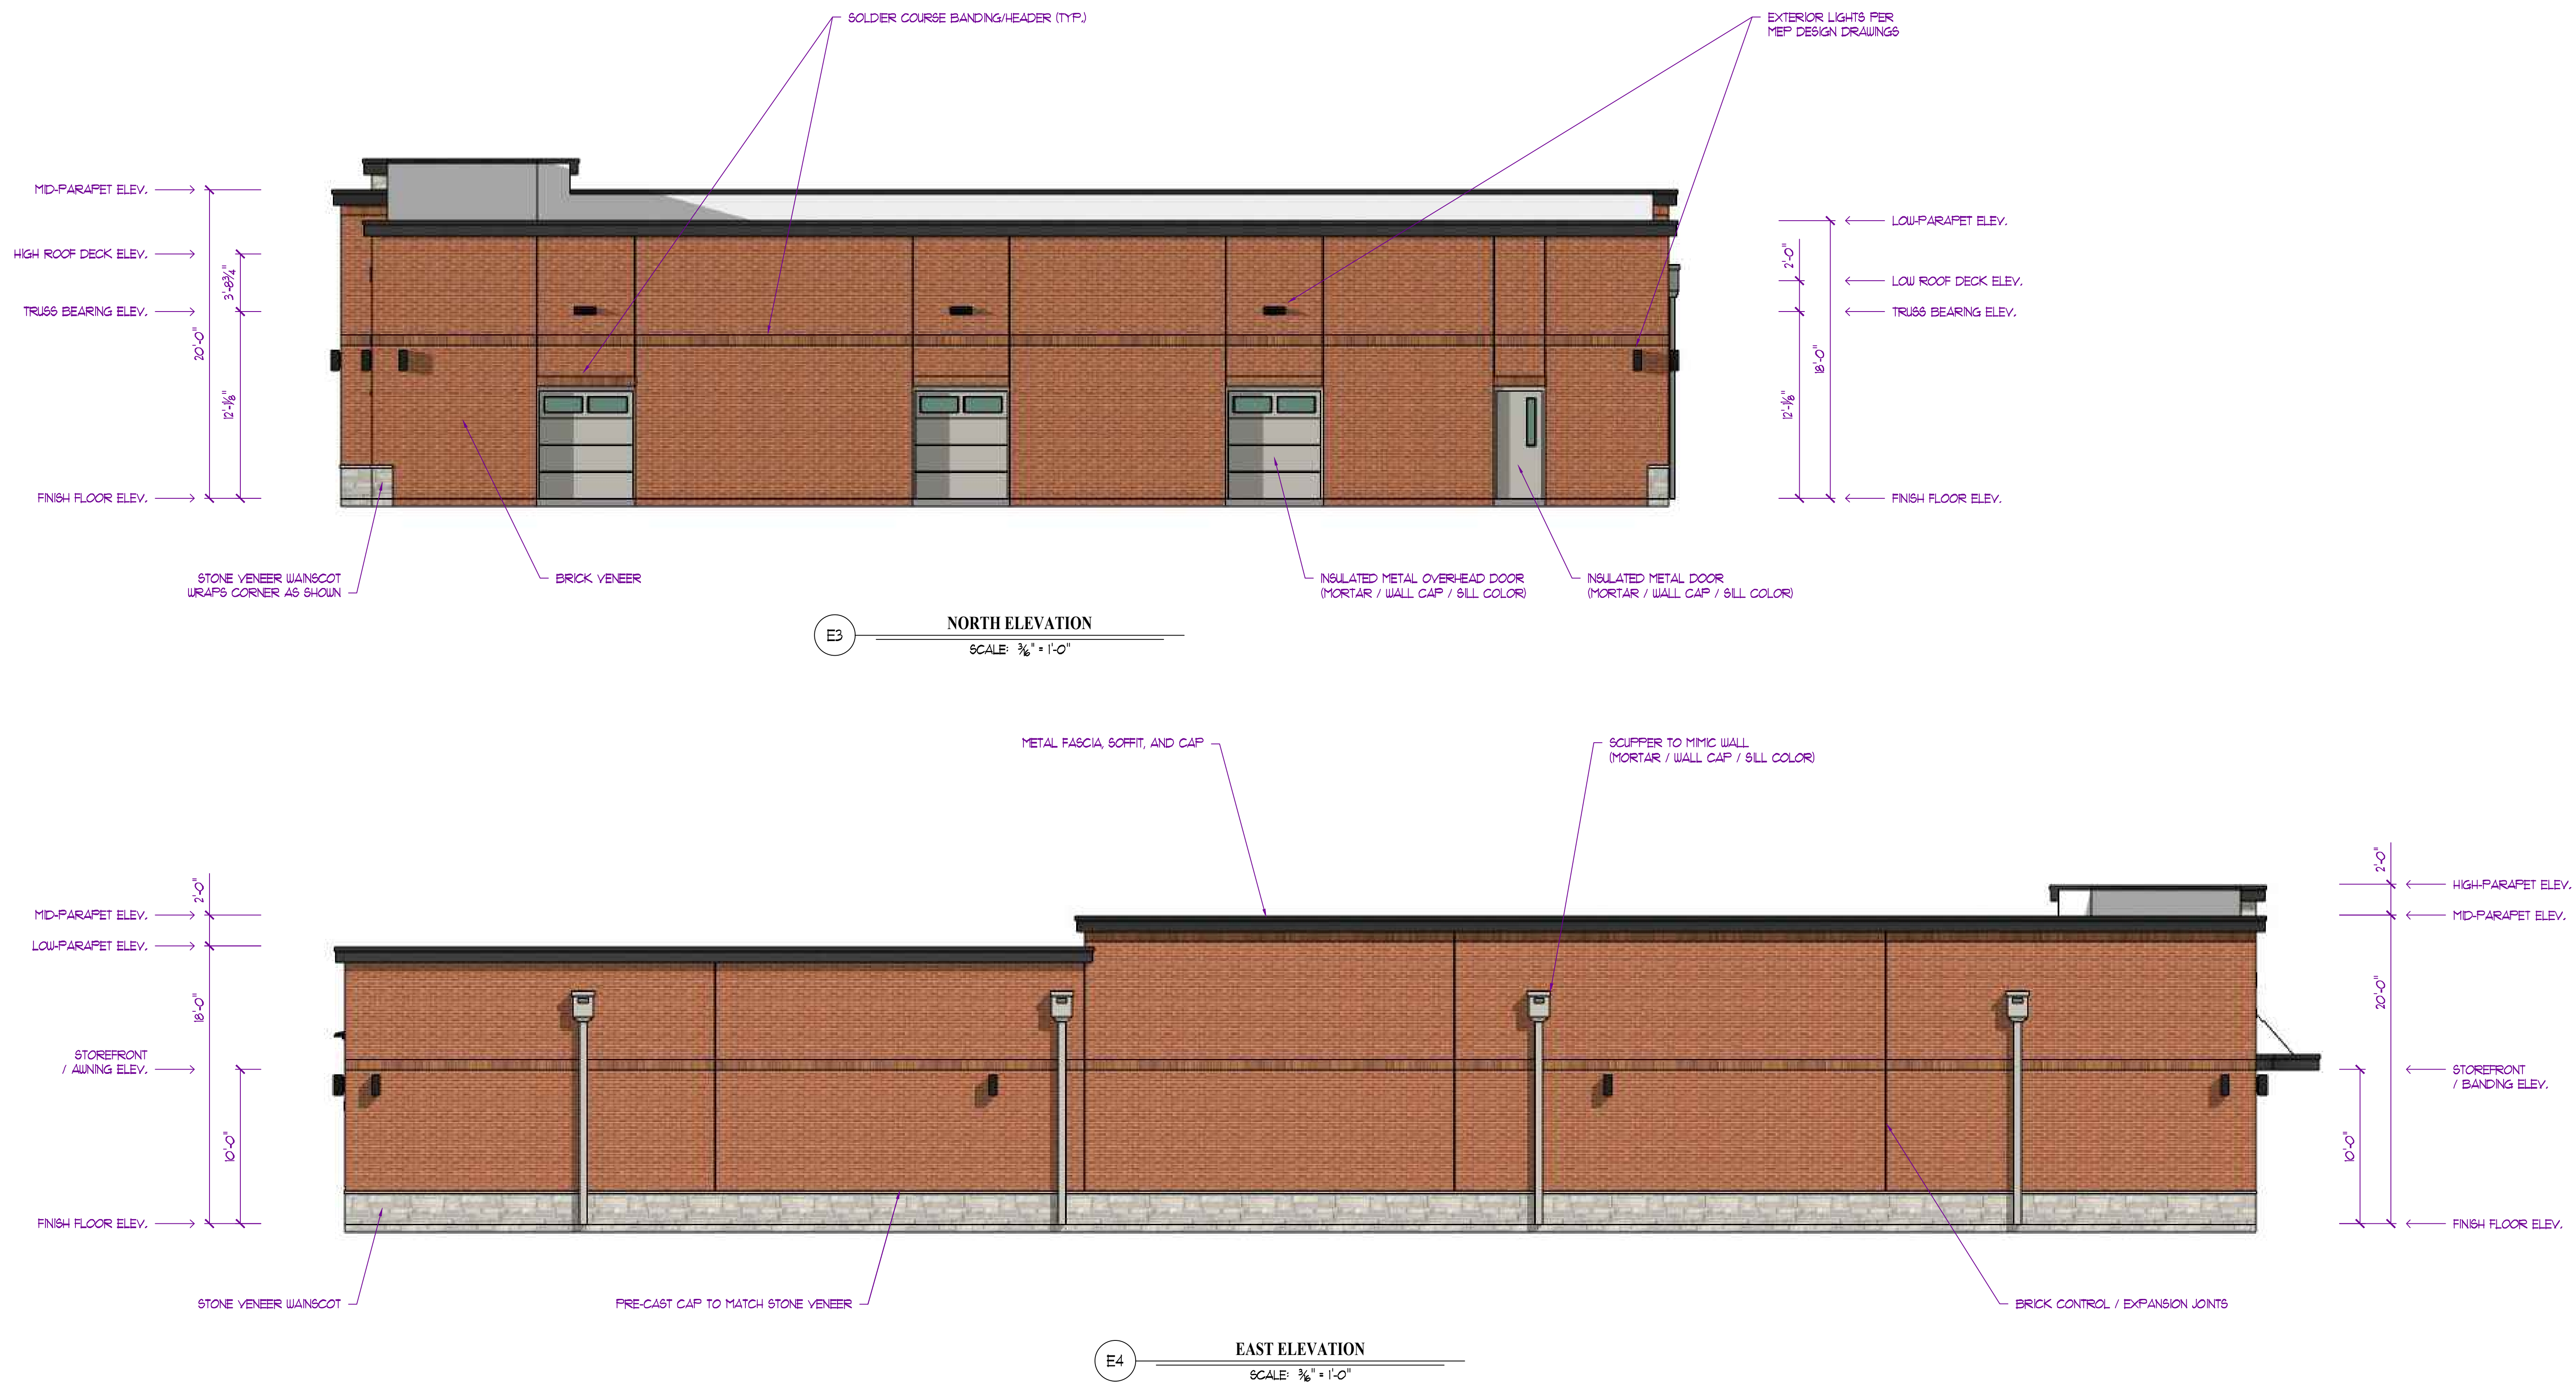 SOLDIER COURSE BANDING/HEADER (TYP.)
EXTERIOR LIGHTS PER
MEP DESIGN DRAWINGS
MID-PARAPET ELEV.
HIGH ROOF DECK ELEV.
TRUSS BEARING ELEV.
FINISH FLOOR ELEV.
20'-0"
3'-8¾"
12'-1⅛"
LOW-PARAPET ELEV.
LOW ROOF DECK ELEV.
TRUSS BEARING ELEV.
FINISH FLOOR ELEV.
2'-0"
12'-1⅛"
18'-0"
STONE VENEER WAINSCOT
WRAPS CORNER AS SHOWN
BRICK VENEER
INSULATED METAL OVERHEAD DOOR
(MORTAR / WALL CAP / SILL COLOR)
INSULATED METAL DOOR
(MORTAR / WALL CAP / SILL COLOR)
E3
NORTH ELEVATION
SCALE: 3/16" = 1'-0"
METAL FASCIA, SOFFIT, AND CAP
SCUPPER TO MIMIC WALL
(MORTAR / WALL CAP / SILL COLOR)
MID-PARAPET ELEV.
LOW-PARAPET ELEV.
STOREFRONT
/ AWNING ELEV.
FINISH FLOOR ELEV.
2'-0"
18'-0"
10'-0"
HIGH-PARAPET ELEV.
MID-PARAPET ELEV.
STOREFRONT
/ BANDING ELEV.
FINISH FLOOR ELEV.
2'-0"
20'-0"
10'-0"
STONE VENEER WAINSCOT
PRE-CAST CAP TO MATCH STONE VENEER
BRICK CONTROL / EXPANSION JOINTS
E4
EAST ELEVATION
SCALE: 3/16" = 1'-0"